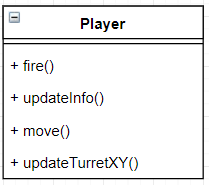 Player
+ fire()
+ updateInfo()
+ move()
+ updateTurretXY()